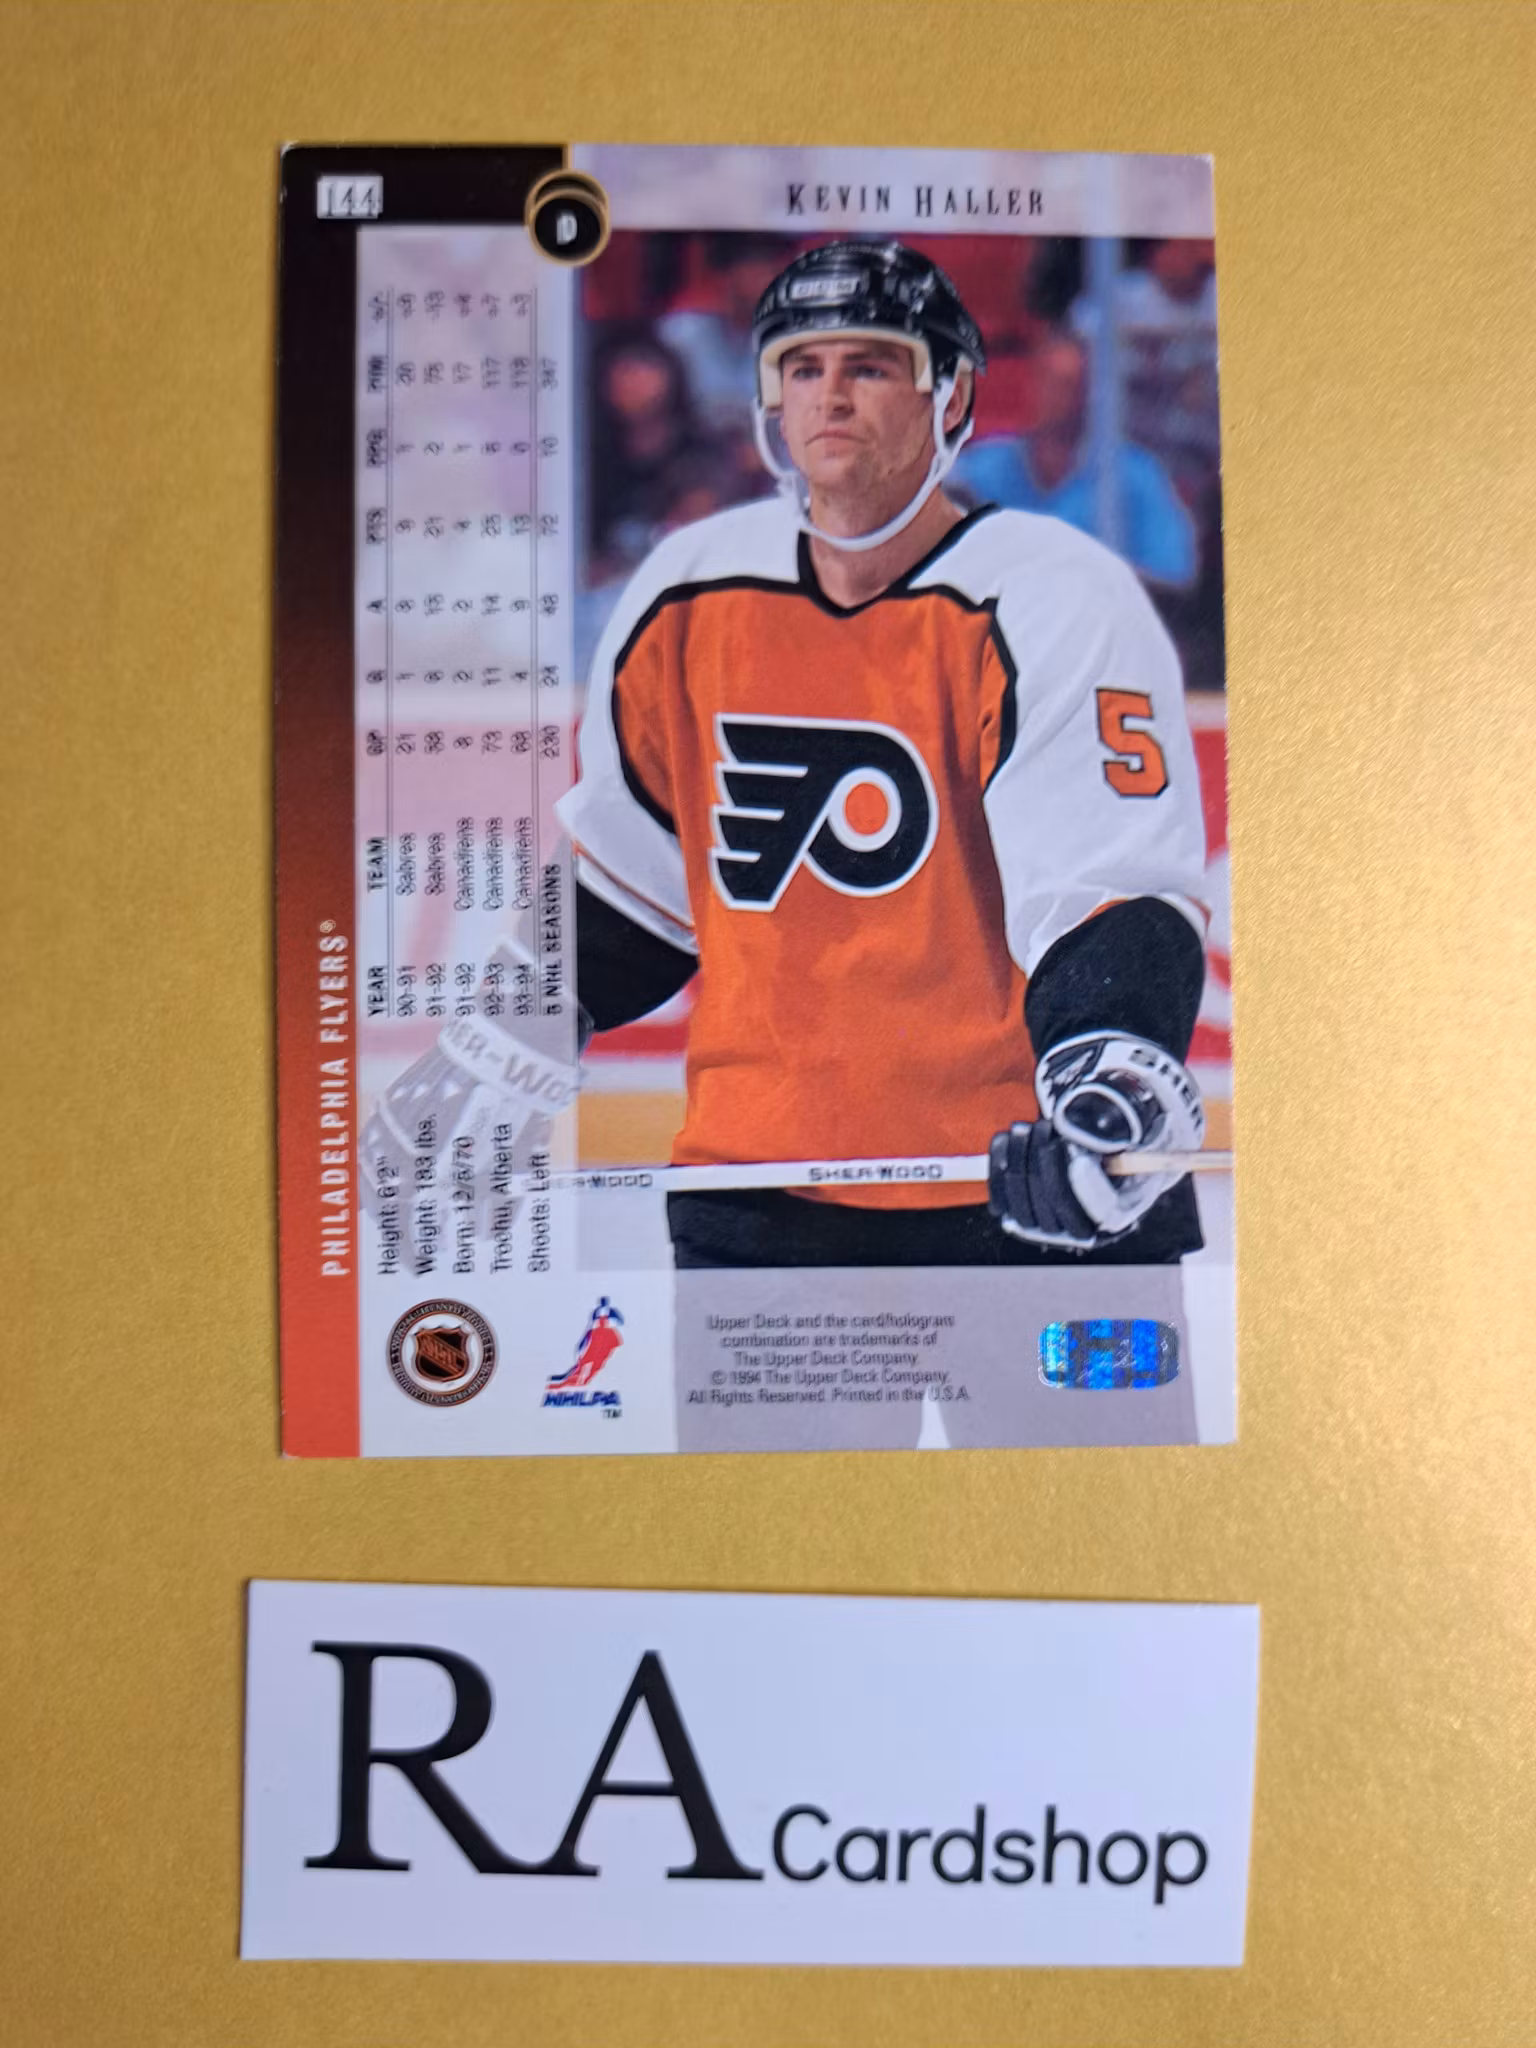 144
D
KEVIN HALLER
PHILADELPHIA FLYERS®
YEAR TEAM GP G A PTS PPG PIM +/-
90-91 Sabres 21 1 8 9 1 20 +9
91-92 Sabres 58 6 15 21 2 75 -13
91-92 Canadiens 8 2 2 4 1 17 +4
92-93 Canadiens 73 11 14 25 6 117 +7
93-94 Canadiens 68 4 9 13 0 118 +3
5 NHL SEASONS 230 24 48 72 10 347
Height: 6'2"
Weight: 183 lbs.
Born: 12/5/70
Trochu, Alberta
Shoots: Left
5
SHER-WOOD
SHER
NHLPA
TM
Upper Deck and the card/hologram
combination are trademarks of
The Upper Deck Company.
© 1994 The Upper Deck Company.
All Rights Reserved. Printed in the U.S.A.
RA Cardshop